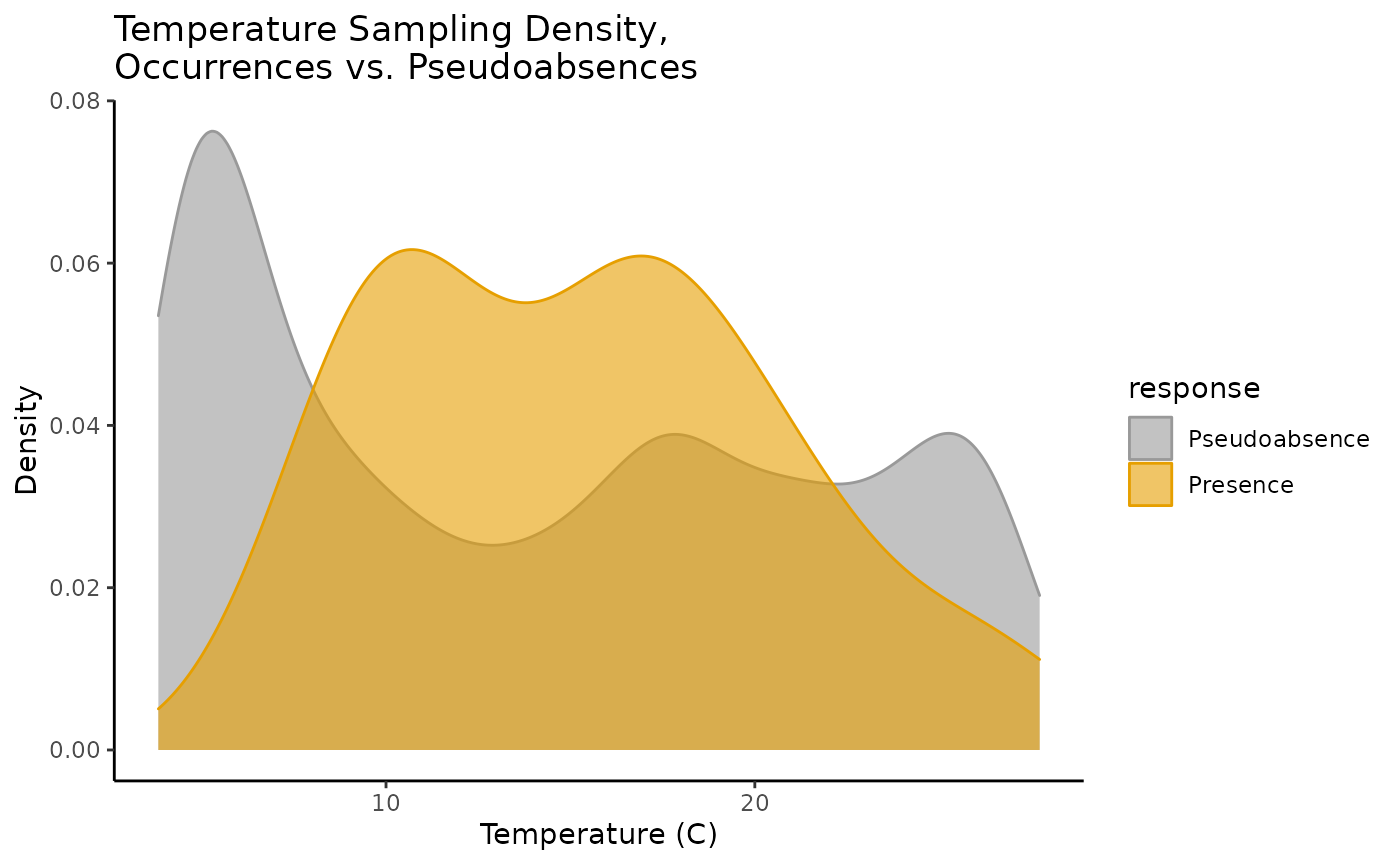 Temperature Sampling Density,
Occurrences vs. Pseudoabsences
0.08
0.06
0.04
0.02
0.00
Density
10
20
Temperature (C)
response
Pseudoabsence
Presence